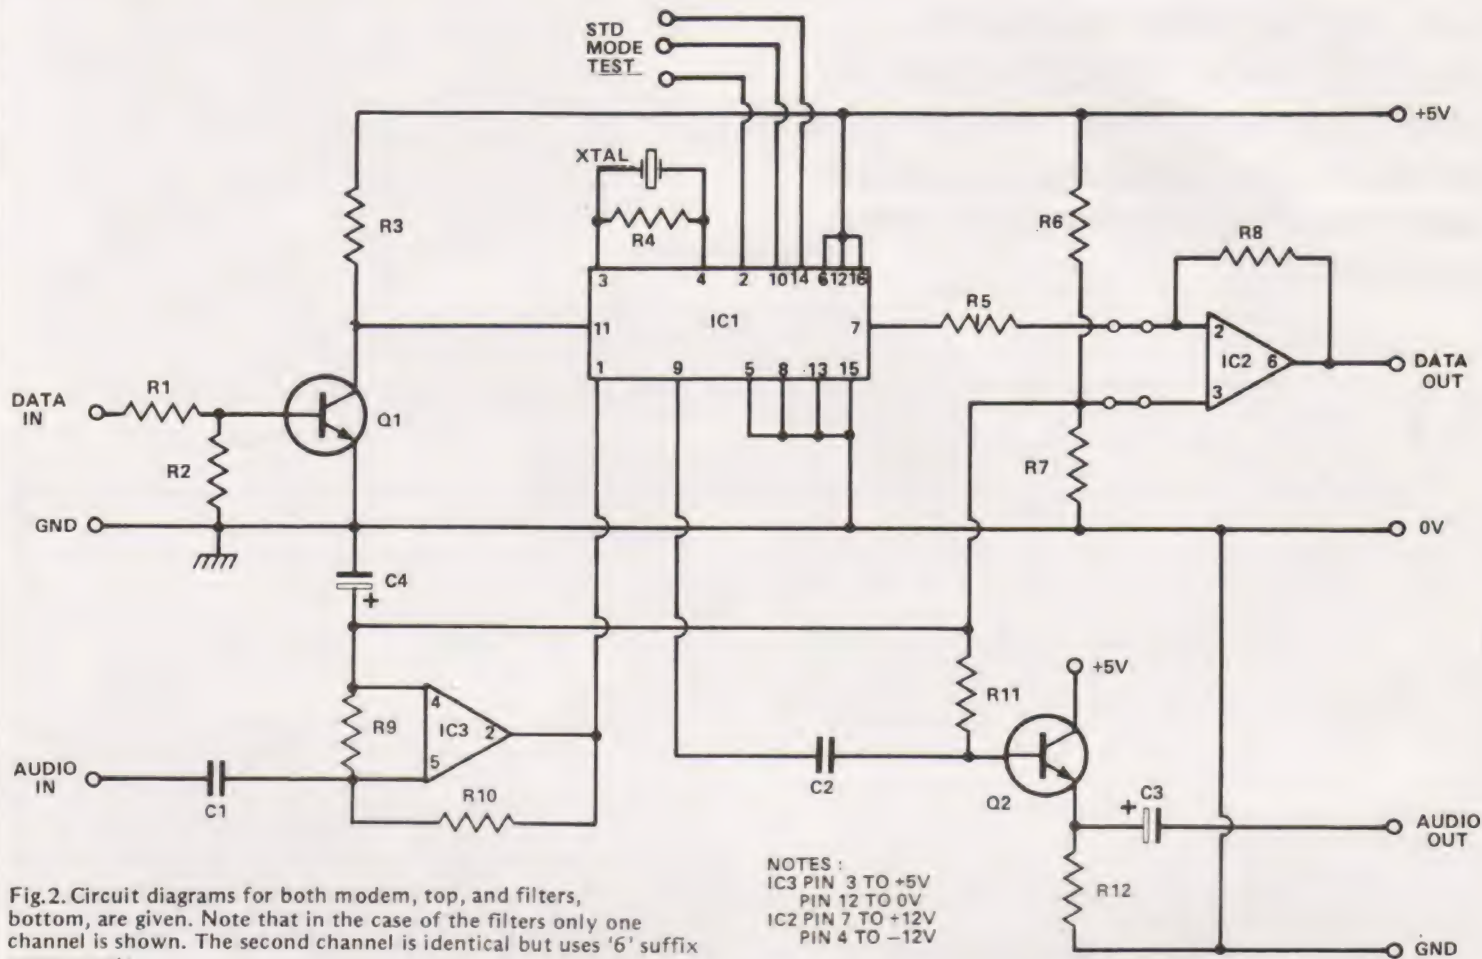 STD
MODE
TEST
+5V
XTAL
R3
R4
R6
R8
3
4
2
10
14
6
12
16
R5
11
IC1
7
2
IC2
6
DATA
OUT
1
9
5
8
13
15
3
DATA
IN
R1
Q1
R2
R7
GND
0V
C4
+
+5V
R11
4
R9
IC3
2
5
AUDIO
IN
C1
R10
C2
Q2
+
C3
AUDIO
OUT
R12
GND
NOTES :
IC3 PIN 3 TO +5V
PIN 12 TO 0V
IC2 PIN 7 TO +12V
PIN 4 TO −12V
Fig.2. Circuit diagrams for both modem, top, and filters,
bottom, are given. Note that in the case of the filters only one
channel is shown. The second channel is identical but uses '6' suffix